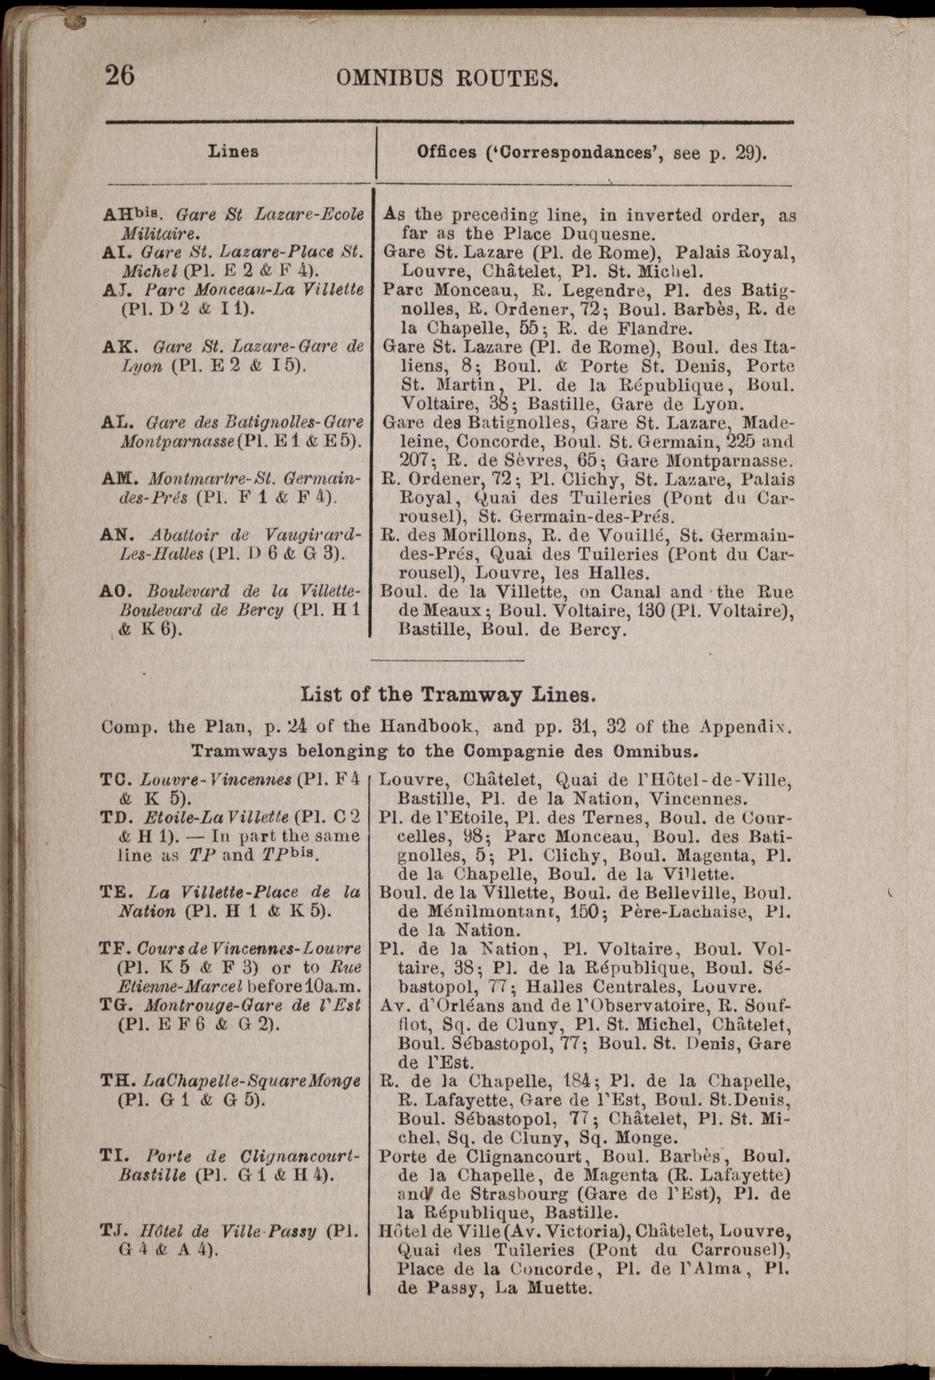 26
OMNIBUS ROUTES.
Lines
Offices (‘Correspondances’, see p. 29).
AHbis. Gare St Lazare-Ecole
Militaire.
As the preceding line, in inverted order, as
far as the Place Duquesne.
AI. Gare St. Lazare-Place St.
Michel (Pl. E 2 & F 4).
Gare St. Lazare (Pl. de Rome), Palais Royal,
Louvre, Châtelet, Pl. St. Michel.
AJ. Parc Monceau-La Villette
(Pl. D 2 & I 1).
Parc Monceau, R. Legendre, Pl. des Batig-
nolles, R. Ordener, 72; Boul. Barbès, R. de
la Chapelle, 55; R. de Flandre.
AK. Gare St. Lazare-Gare de
Lyon (Pl. E 2 & I 5).
Gare St. Lazare (Pl. de Rome), Boul. des Ita-
liens, 8; Boul. & Porte St. Denis, Porte
St. Martin, Pl. de la République, Boul.
Voltaire, 38; Bastille, Gare de Lyon.
AL. Gare des Batignolles-Gare
Montparnasse (Pl. E 1 & E 5).
Gare des Batignolles, Gare St. Lazare, Made-
leine, Concorde, Boul. St. Germain, 225 and
207; R. de Sèvres, 65; Gare Montparnasse.
AM. Montmartre-St. Germain-
des-Prés (Pl. F 1 & F 4).
R. Ordener, 72; Pl. Clichy, St. Lazare, Palais
Royal, Quai des Tuileries (Pont du Car-
rousel), St. Germain-des-Prés.
AN. Abattoir de Vaugirard-
Les-Halles (Pl. D 6 & G 3).
R. des Morillons, R. de Vouillé, St. Germain-
des-Prés, Quai des Tuileries (Pont du Car-
rousel), Louvre, les Halles.
AO. Boulevard de la Villette-
Boulevard de Bercy (Pl. H 1
& K 6).
Boul. de la Villette, on Canal and the Rue
de Meaux; Boul. Voltaire, 130 (Pl. Voltaire),
Bastille, Boul. de Bercy.
List of the Tramway Lines.
Comp. the Plan, p. 24 of the Handbook, and pp. 31, 32 of the Appendix.
Tramways belonging to the Compagnie des Omnibus.
TC. Louvre-Vincennes (Pl. F 4
& K 5).
Louvre, Châtelet, Quai de l'Hôtel-de-Ville,
Bastille, Pl. de la Nation, Vincennes.
TD. Etoile-La Villette (Pl. C 2
& H 1). — In part the same
line as TP and TPbis.
Pl. de l'Etoile, Pl. des Ternes, Boul. de Cour-
celles, 98; Parc Monceau, Boul. des Bati-
gnolles, 5; Pl. Clichy, Boul. Magenta, Pl.
de la Chapelle, Boul. de la Villette.
TE. La Villette-Place de la
Nation (Pl. H 1 & K 5).
Boul. de la Villette, Boul. de Belleville, Boul.
de Ménilmontant, 150; Père-Lachaise, Pl.
de la Nation.
TF. Cours de Vincennes-Louvre
(Pl. K 5 & F 3) or to Rue
Etienne-Marcel before 10a.m.
Pl. de la Nation, Pl. Voltaire, Boul. Vol-
taire, 38; Pl. de la République, Boul. Sé-
bastopol, 77; Halles Centrales, Louvre.
TG. Montrouge-Gare de l'Est
(Pl. E F 6 & G 2).
Av. d'Orléans and de l'Observatoire, R. Souf-
flot, Sq. de Cluny, Pl. St. Michel, Châtelet,
Boul. Sébastopol, 77; Boul. St. Denis, Gare
de l'Est.
TH. La Chapelle-Square Monge
(Pl. G 1 & G 5).
R. de la Chapelle, 184; Pl. de la Chapelle,
R. Lafayette, Gare de l'Est, Boul. St. Denis,
Boul. Sébastopol, 77; Châtelet, Pl. St. Mi-
chel, Sq. de Cluny, Sq. Monge.
TI. Porte de Clignancourt-
Bastille (Pl. G 1 & H 4).
Porte de Clignancourt, Boul. Barbès, Boul.
de la Chapelle, de Magenta (R. Lafayette)
and de Strasbourg (Gare de l'Est), Pl. de
la République, Bastille.
TJ. Hôtel de Ville-Passy (Pl.
G 4 & A 4).
Hôtel de Ville (Av. Victoria), Châtelet, Louvre,
Quai des Tuileries (Pont du Carrousel),
Place de la Concorde, Pl. de l'Alma, Pl.
de Passy, La Muette.